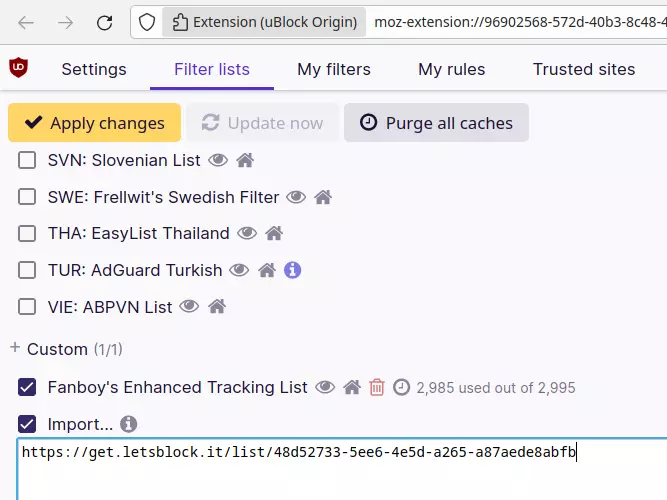 Extension (uBlock Origin) moz-extension://96902568-572d-40b3-8c48-4
Settings Filter lists My filters My rules Trusted sites
Apply changes Update now Purge all caches
SVN: Slovenian List
SWE: Frellwit's Swedish Filter
THA: EasyList Thailand
TUR: AdGuard Turkish
VIE: ABPVN List
+ Custom (1/1)
Fanboy's Enhanced Tracking List 2,985 used out of 2,995
Import...
https://get.letsblock.it/list/48d52733-5ee6-4e5d-a265-a87aede8abfb